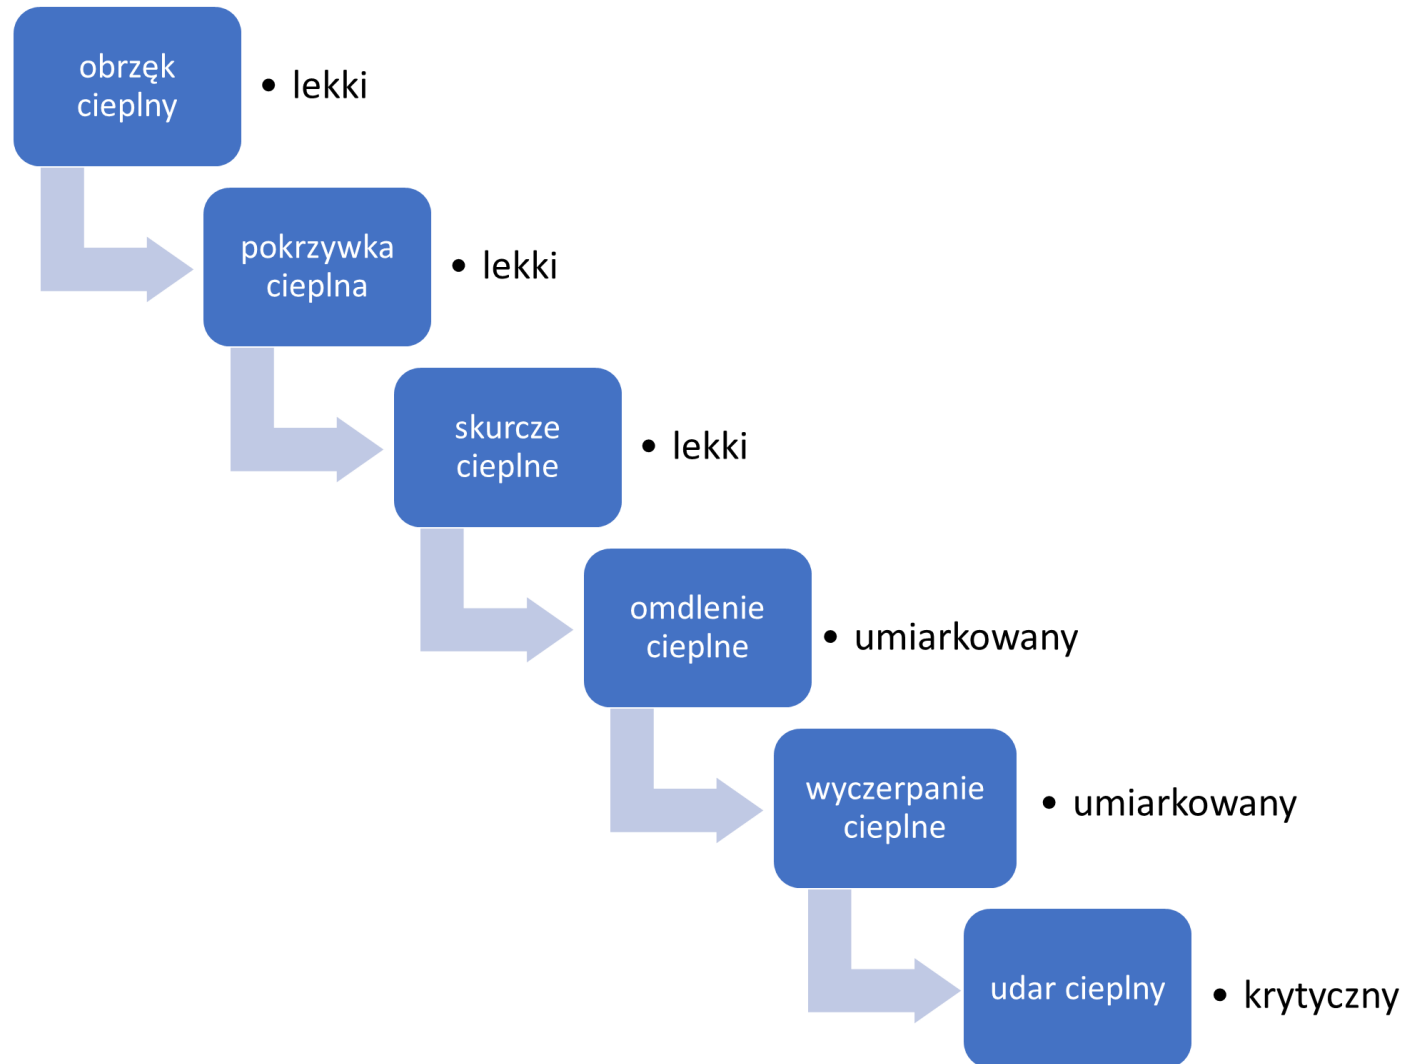 obrzęk
cieplny
• lekki
pokrzywka
cieplna
• lekki
skurcze
cieplne
• lekki
omdlenie
cieplne
• umiarkowany
wyczerpanie
cieplne
• umiarkowany
udar cieplny
• krytyczny